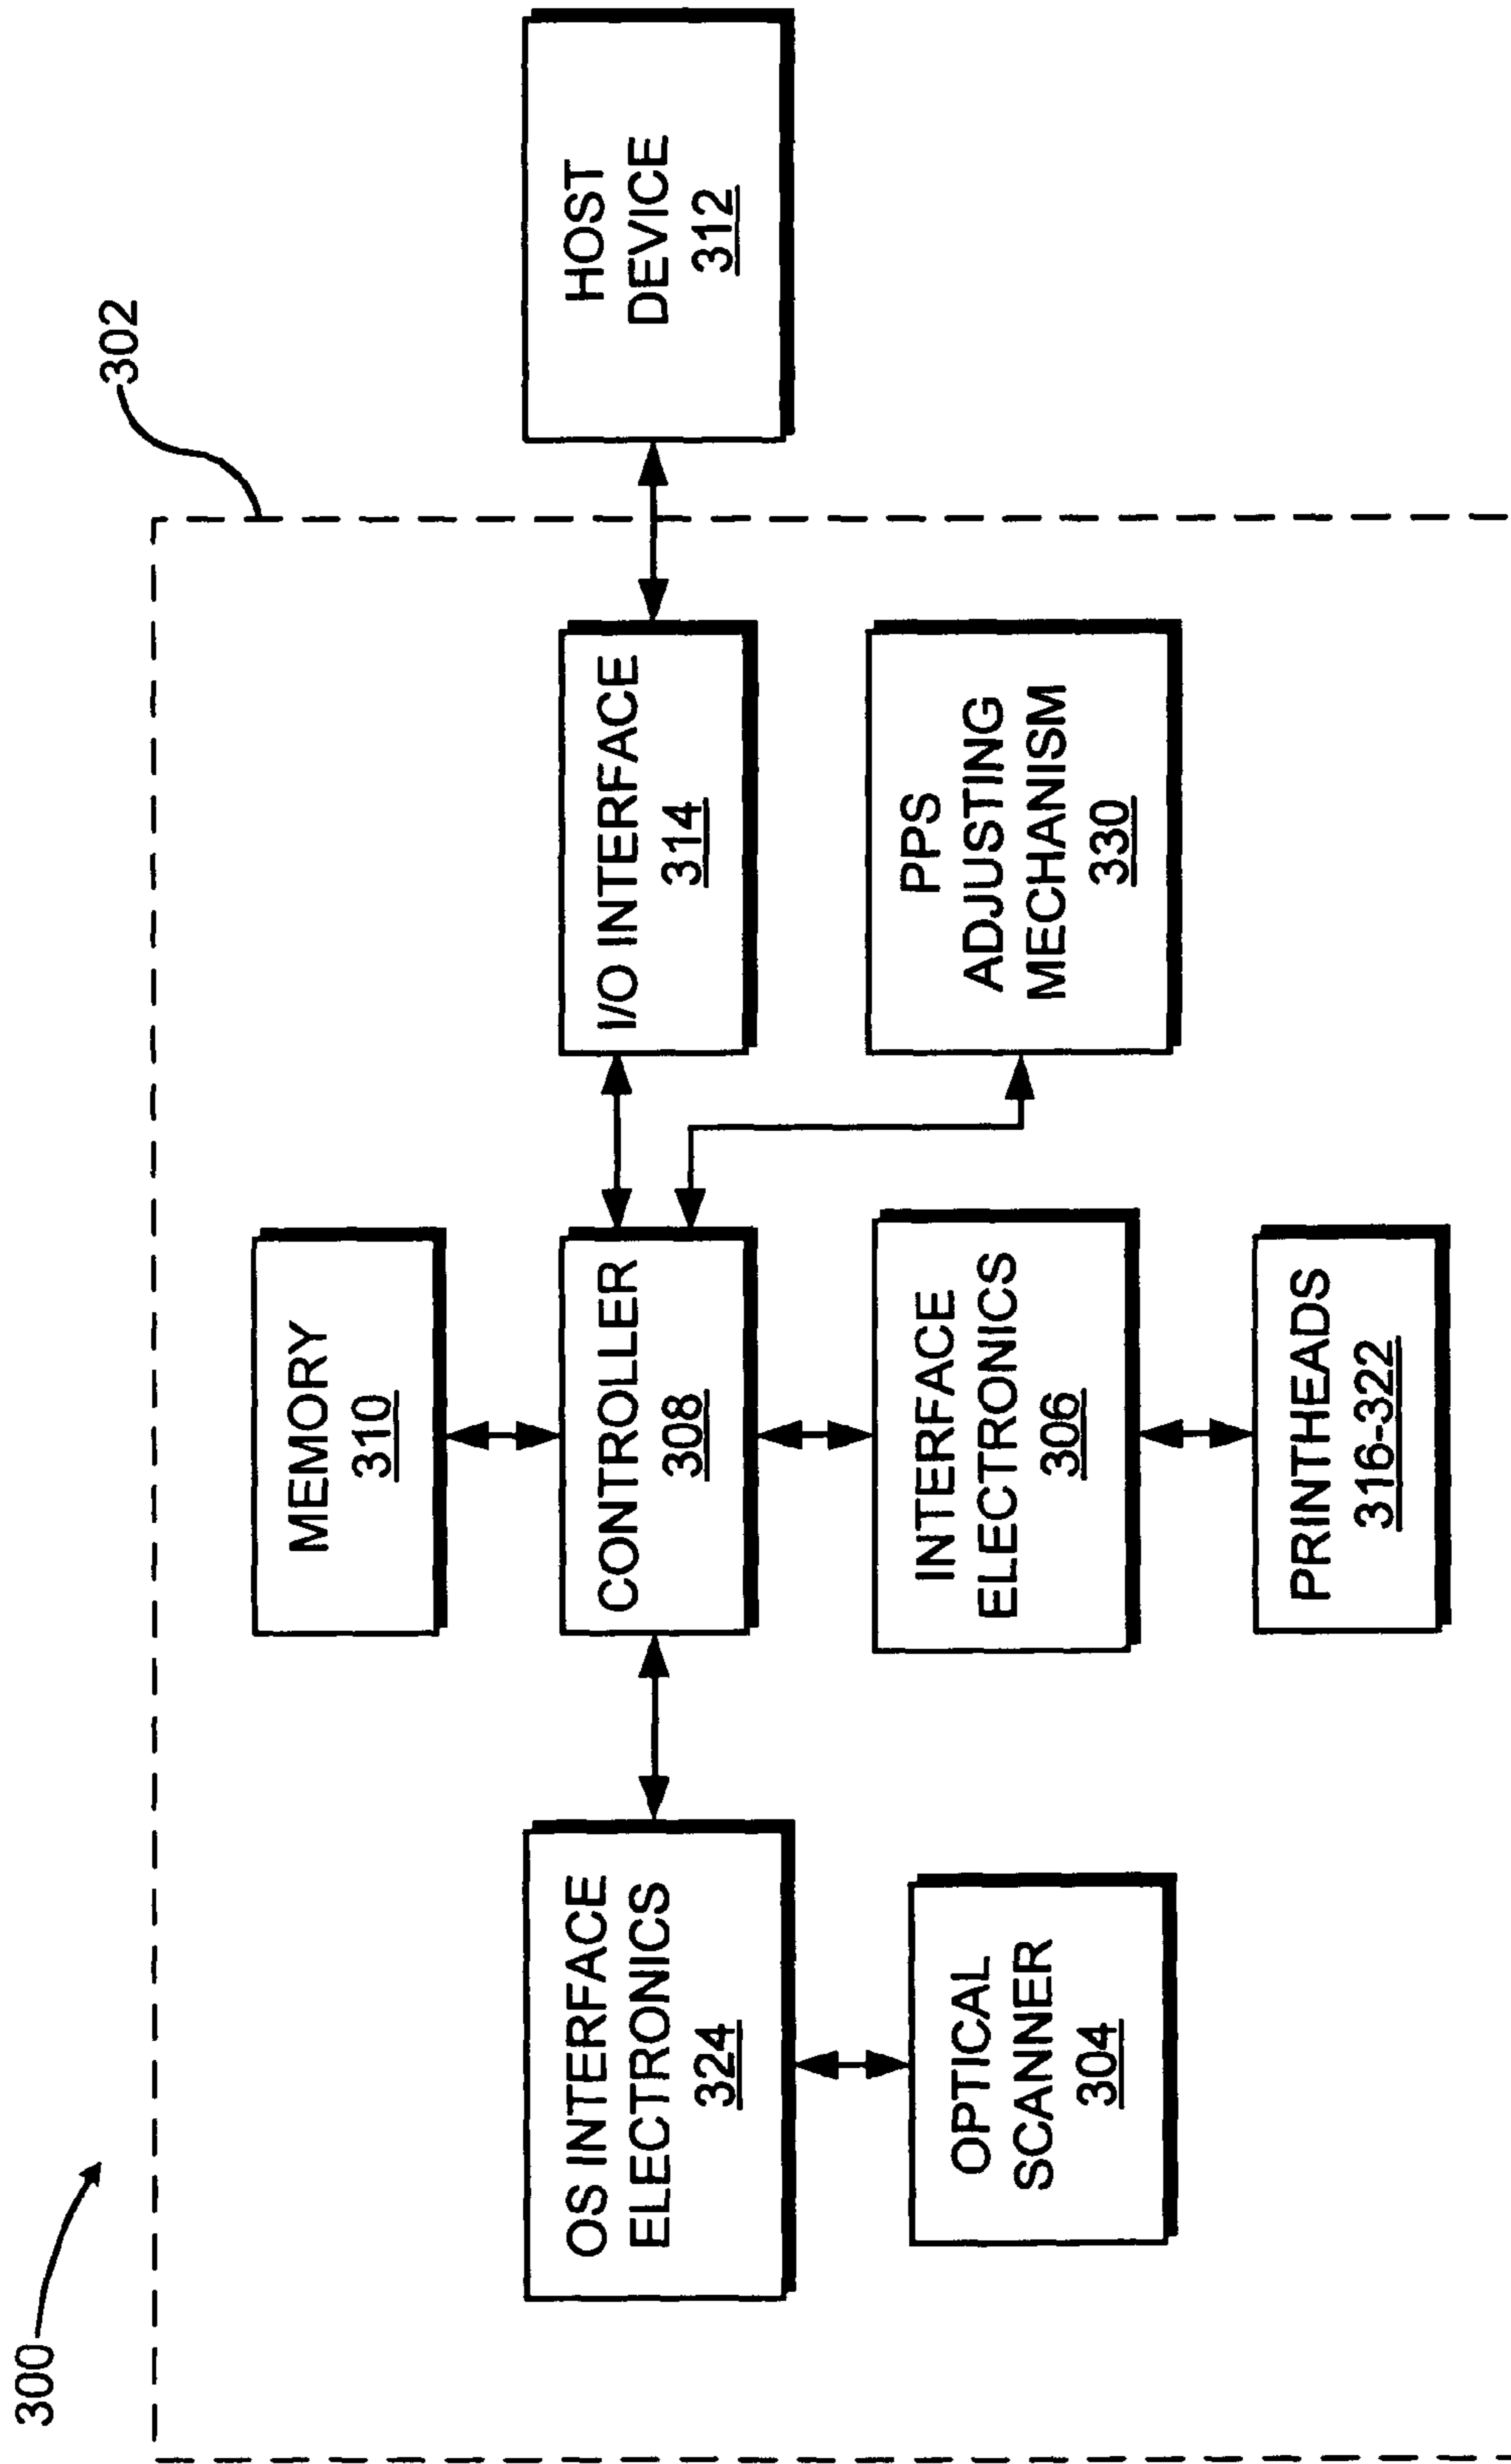 300
302
MEMORY
310
OS INTERFACE
ELECTRONICS
324
CONTROLLER
308
I/O INTERFACE
314
HOST
DEVICE
312
OPTICAL
SCANNER
304
INTERFACE
ELECTRONICS
306
PPS
ADJUSTING
MECHANISM
330
PRINTHEADS
316-322